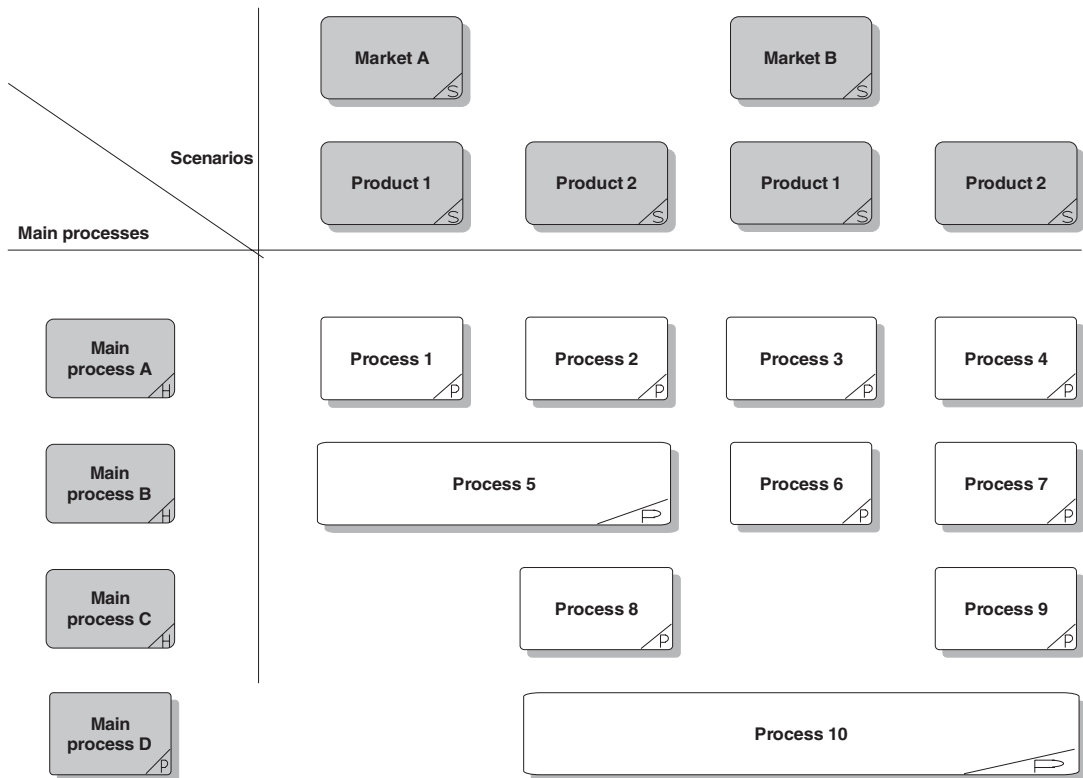 Market A
S
Market B
S
Scenarios
Product 1
S
Product 2
S
Product 1
S
Product 2
S
Main processes
Main
process A
H
Process 1
P
Process 2
P
Process 3
P
Process 4
P
Main
process B
H
Process 5
P
Process 6
P
Process 7
P
Main
process C
H
Process 8
P
Process 9
P
Main
process D
P
Process 10
P